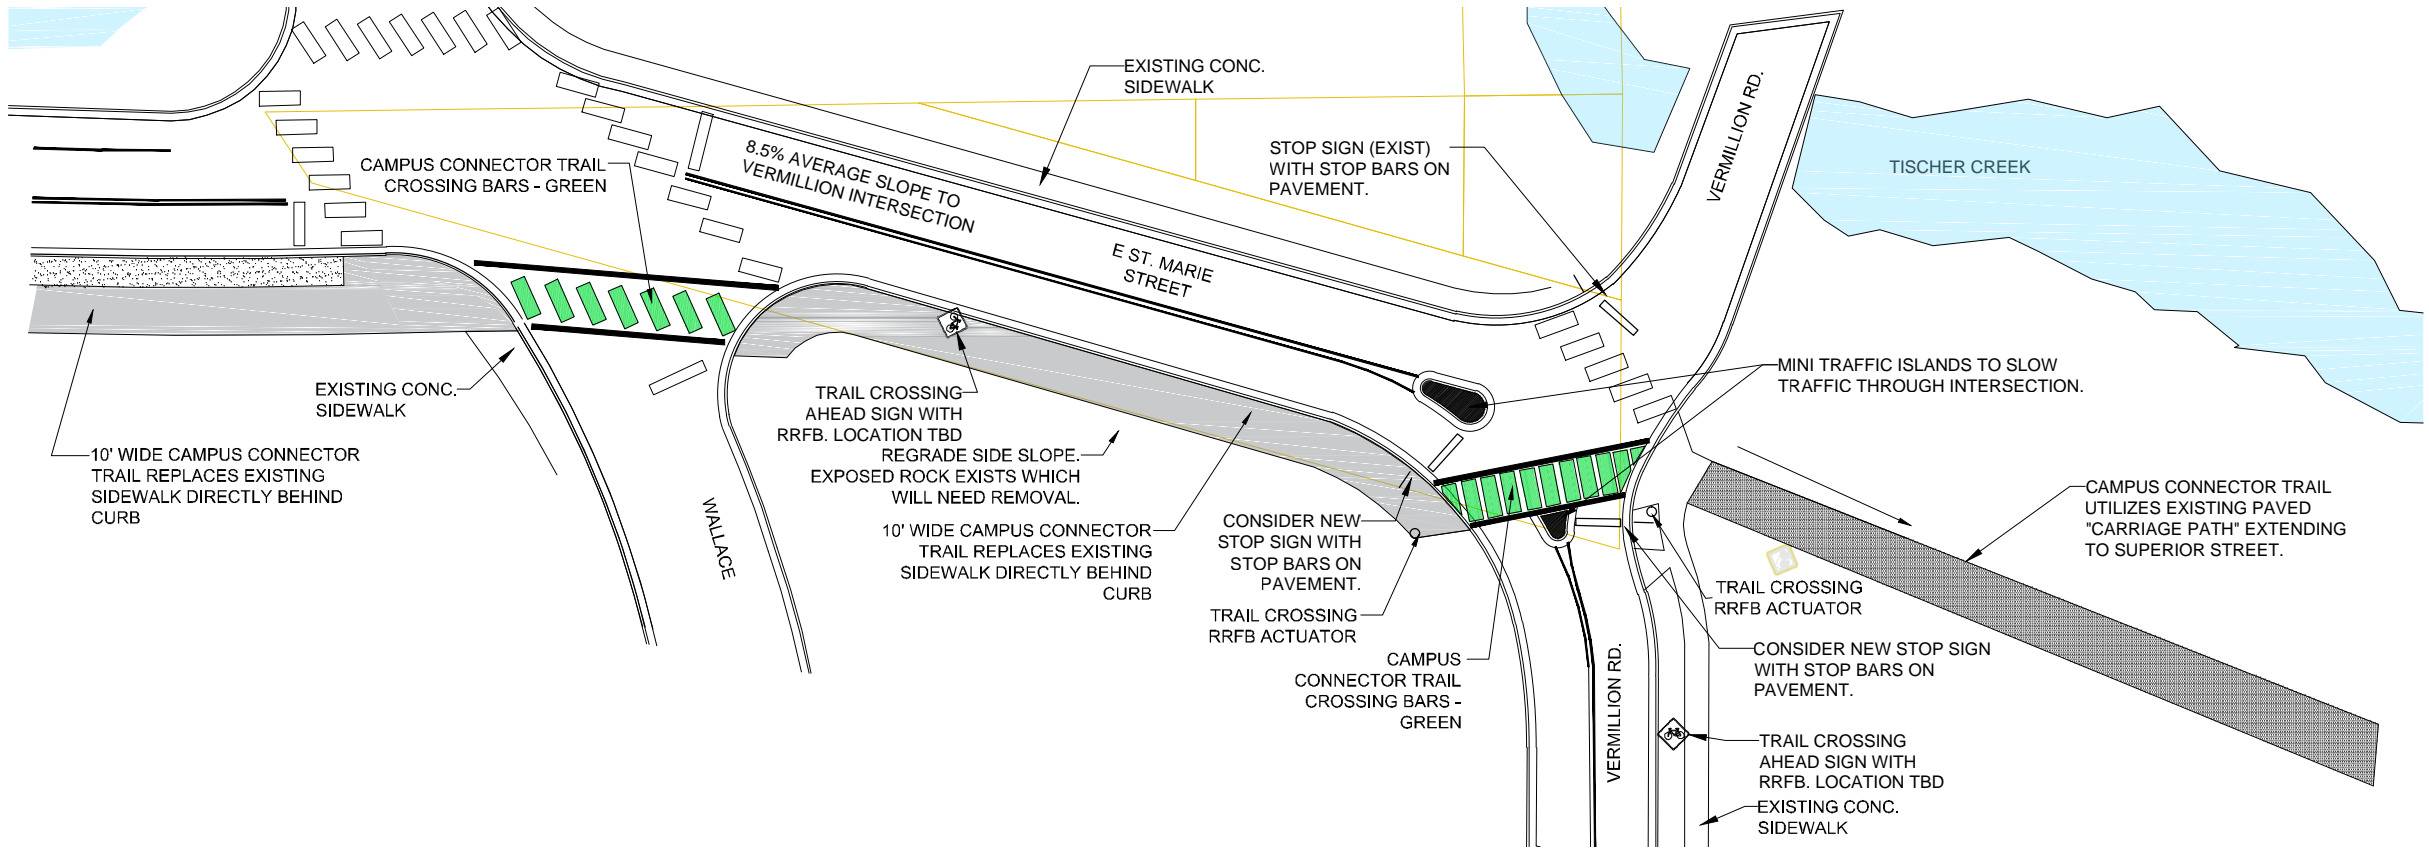 EXISTING CONC.
SIDEWALK
VERMILLION RD.
STOP SIGN (EXIST)
WITH STOP BARS ON
PAVEMENT.
TISCHER CREEK
CAMPUS CONNECTOR TRAIL
CROSSING BARS - GREEN
8.5% AVERAGE SLOPE TO
VERMILLION INTERSECTION
E ST. MARIE
STREET
EXISTING CONC.
SIDEWALK
10' WIDE CAMPUS CONNECTOR
TRAIL REPLACES EXISTING
SIDEWALK DIRECTLY BEHIND
CURB
TRAIL CROSSING
AHEAD SIGN WITH
RRFB. LOCATION TBD
REGRADE SIDE SLOPE.
EXPOSED ROCK EXISTS WHICH
WILL NEED REMOVAL.
WALLACE
10' WIDE CAMPUS CONNECTOR
TRAIL REPLACES EXISTING
SIDEWALK DIRECTLY BEHIND
CURB
MINI TRAFFIC ISLANDS TO SLOW
TRAFFIC THROUGH INTERSECTION.
CONSIDER NEW
STOP SIGN WITH
STOP BARS ON
PAVEMENT.
TRAIL CROSSING
RRFB ACTUATOR
CAMPUS
CONNECTOR TRAIL
CROSSING BARS -
GREEN
VERMILLION RD.
CAMPUS CONNECTOR TRAIL
UTILIZES EXISTING PAVED
"CARRIAGE PATH" EXTENDING
TO SUPERIOR STREET.
TRAIL CROSSING
RRFB ACTUATOR
CONSIDER NEW STOP SIGN
WITH STOP BARS ON
PAVEMENT.
TRAIL CROSSING
AHEAD SIGN WITH
RRFB. LOCATION TBD
EXISTING CONC.
SIDEWALK